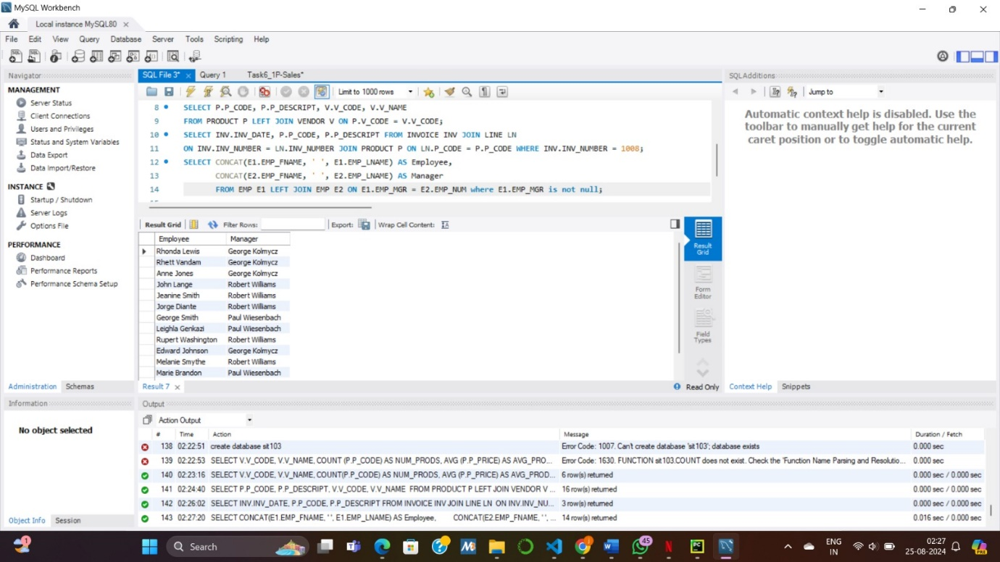 MySQL Workbench
Local instance MySQL80
File Edit View Query Database Server Tools Scripting Help
Navigator
MANAGEMENT
Server Status
Client Connections
Users and Privileges
Status and System Variables
Data Export
Data Import/Restore
INSTANCE
Startup / Shutdown
Server Logs
Options File
PERFORMANCE
Dashboard
Performance Reports
Performance Schema Setup
Administration Schemas
Information
No object selected
Object Info Session
SQL File 3* Query 1 Task6_1P-Sales*
Limit to 1000 rows
8 SELECT P.P_CODE, P.P_DESCRIPT, V.V_CODE, V.V_NAME
9 FROM PRODUCT P LEFT JOIN VENDOR V ON P.V_CODE = V.V_CODE;
10 SELECT INV.INV_DATE, P.P_CODE, P.P_DESCRIPT FROM INVOICE INV JOIN LINE LN
11 ON INV.INV_NUMBER = LN.INV_NUMBER JOIN PRODUCT P ON LN.P_CODE = P.P_CODE WHERE INV.INV_NUMBER = 1008;
12 SELECT CONCAT(E1.EMP_FNAME, ' ', E1.EMP_LNAME) AS Employee,
13 CONCAT(E2.EMP_FNAME, ' ', E2.EMP_LNAME) AS Manager
14 FROM EMP E1 LEFT JOIN EMP E2 ON E1.EMP_MGR = E2.EMP_NUM where E1.EMP_MGR is not null;
Result Grid Filter Rows: Export: Wrap Cell Content:
Employee Manager
Rhonda Lewis George Kolmycz
Rhett Vandam George Kolmycz
Anne Jones George Kolmycz
John Lange Robert Williams
Jeanine Smith Robert Williams
Jorge Diante Robert Williams
George Smith Paul Wiesenbach
Leighla Genkazi Paul Wiesenbach
Rupert Washington Robert Williams
Edward Johnson George Kolmycz
Melanie Smythe Robert Williams
Marie Brandon Paul Wiesenbach
Result Grid
Form Editor
Field Types
Result 7 Read Only
SQLAdditions
Jump to
Automatic context help is disabled. Use the
toolbar to manually get help for the current
caret position or to toggle automatic help.
Context Help Snippets
Output
Action Output
# Time Action Message Duration / Fetch
138 02:22:51 create database sit103 Error Code: 1007. Can't create database 'sit103'; database exists 0.000 sec
139 02:22:53 SELECT V.V_CODE, V.V_NAME, COUNT (P.P_CODE) AS NUM_PRODS, AVG (P.P_PRICE) AS AVG_PRO... Error Code: 1630. FUNCTION sit103.COUNT does not exist. Check the 'Function Name Parsing and Resolutio... 0.000 sec
140 02:23:16 SELECT V.V_CODE, V.V_NAME, COUNT(P.P_CODE) AS NUM_PRODS, AVG (P.P_PRICE) AS AVG_PROD... 6 row(s) returned 0.000 sec / 0.000 sec
141 02:24:40 SELECT P.P_CODE, P.P_DESCRIPT, V.V_CODE, V.V_NAME FROM PRODUCT P LEFT JOIN VENDOR V ... 16 row(s) returned 0.000 sec / 0.000 sec
142 02:26:02 SELECT INV.INV_DATE, P.P_CODE, P.P_DESCRIPT FROM INVOICE INV JOIN LINE LN ON INV.INV_NU... 3 row(s) returned 0.000 sec / 0.000 sec
143 02:27:20 SELECT CONCAT(E1.EMP_FNAME, ' ', E1.EMP_LNAME) AS Employee, CONCAT(E2.EMP_FNAME, ' ', ... 14 row(s) returned 0.016 sec / 0.000 sec
1
Search
45
ENG
IN
02:27
25-08-2024